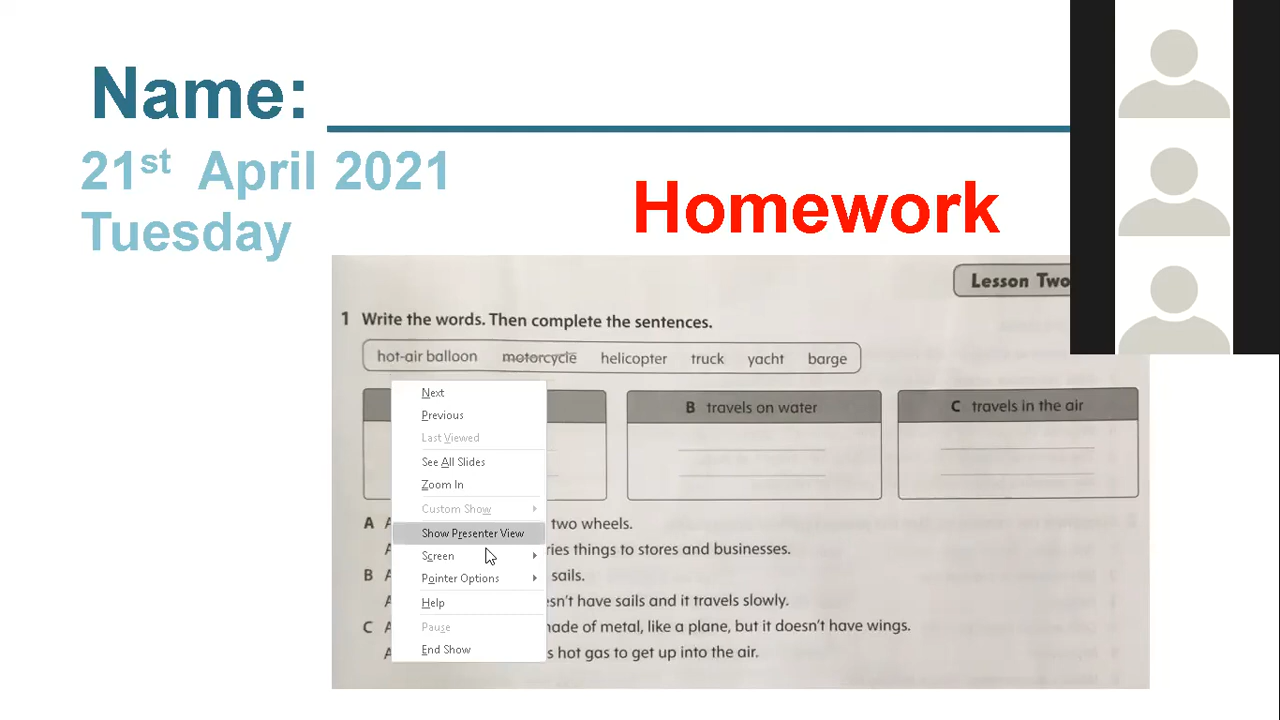 Name:
21st April 2021
Tuesday
Homework
Lesson Two
1 Write the words. Then complete the sentences.
hot-air balloon motorcycle helicopter truck yacht barge
B travels on water
C travels in the air
Next
Previous
Last Viewed
See All Slides
Zoom In
Custom Show
Show Presenter View
Screen
Pointer Options
Help
Pause
End Show
A A two wheels.
A ries things to stores and businesses.
B A sails.
A sn't have sails and it travels slowly.
C A made of metal, like a plane, but it doesn't have wings.
A s hot gas to get up into the air.